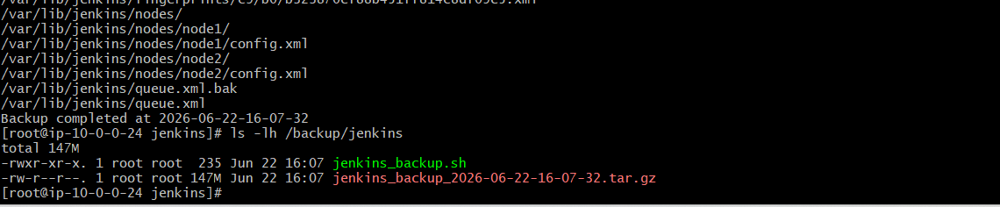 /var/lib/jenkins/nodes/
/var/lib/jenkins/nodes/node1/
/var/lib/jenkins/nodes/node1/config.xml
/var/lib/jenkins/nodes/node2/
/var/lib/jenkins/nodes/node2/config.xml
/var/lib/jenkins/queue.xml.bak
/var/lib/jenkins/queue.xml
Backup completed at 2026-06-22-16-07-32
[root@ip-10-0-0-24 jenkins]# ls -lh /backup/jenkins
total 147M
-rwxr-xr-x. 1 root root  235 Jun 22 16:07 jenkins_backup.sh
-rw-r--r--. 1 root root 147M Jun 22 16:07 jenkins_backup_2026-06-22-16-07-32.tar.gz
[root@ip-10-0-0-24 jenkins]#